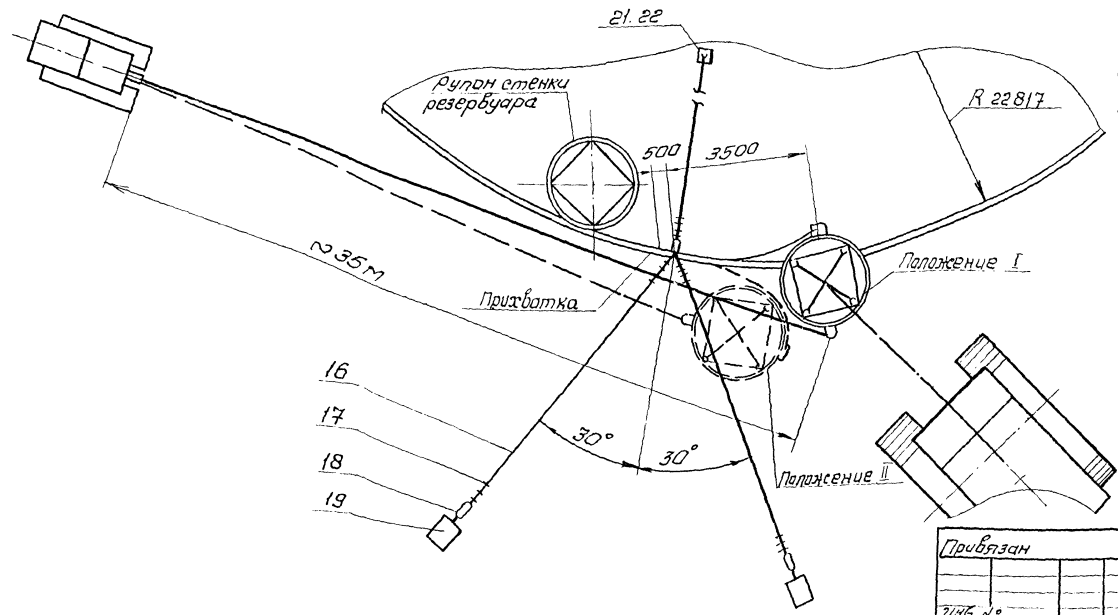 21. 22
Рулон стенки
резервуара
R 22817
500
3500
~35м
Прихватка
Положение I
16
17
18
19
30°
30°
Положение II
Привязан
Инв. №